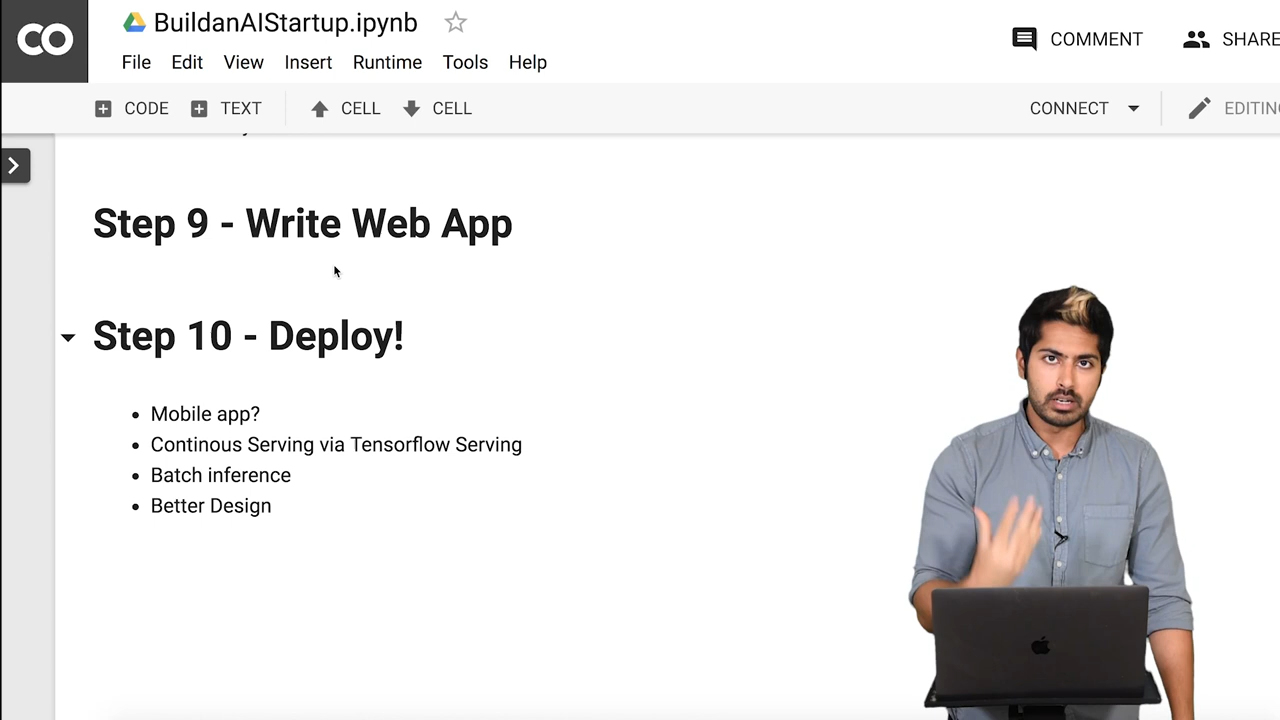 CO
BuildanAIStartup.ipynb
COMMENT
SHARE
File Edit View Insert Runtime Tools Help
CODE TEXT CELL CELL
CONNECT
EDITIN
Step 9 - Write Web App
Step 10 - Deploy!
Mobile app?
Continous Serving via Tensorflow Serving
Batch inference
Better Design